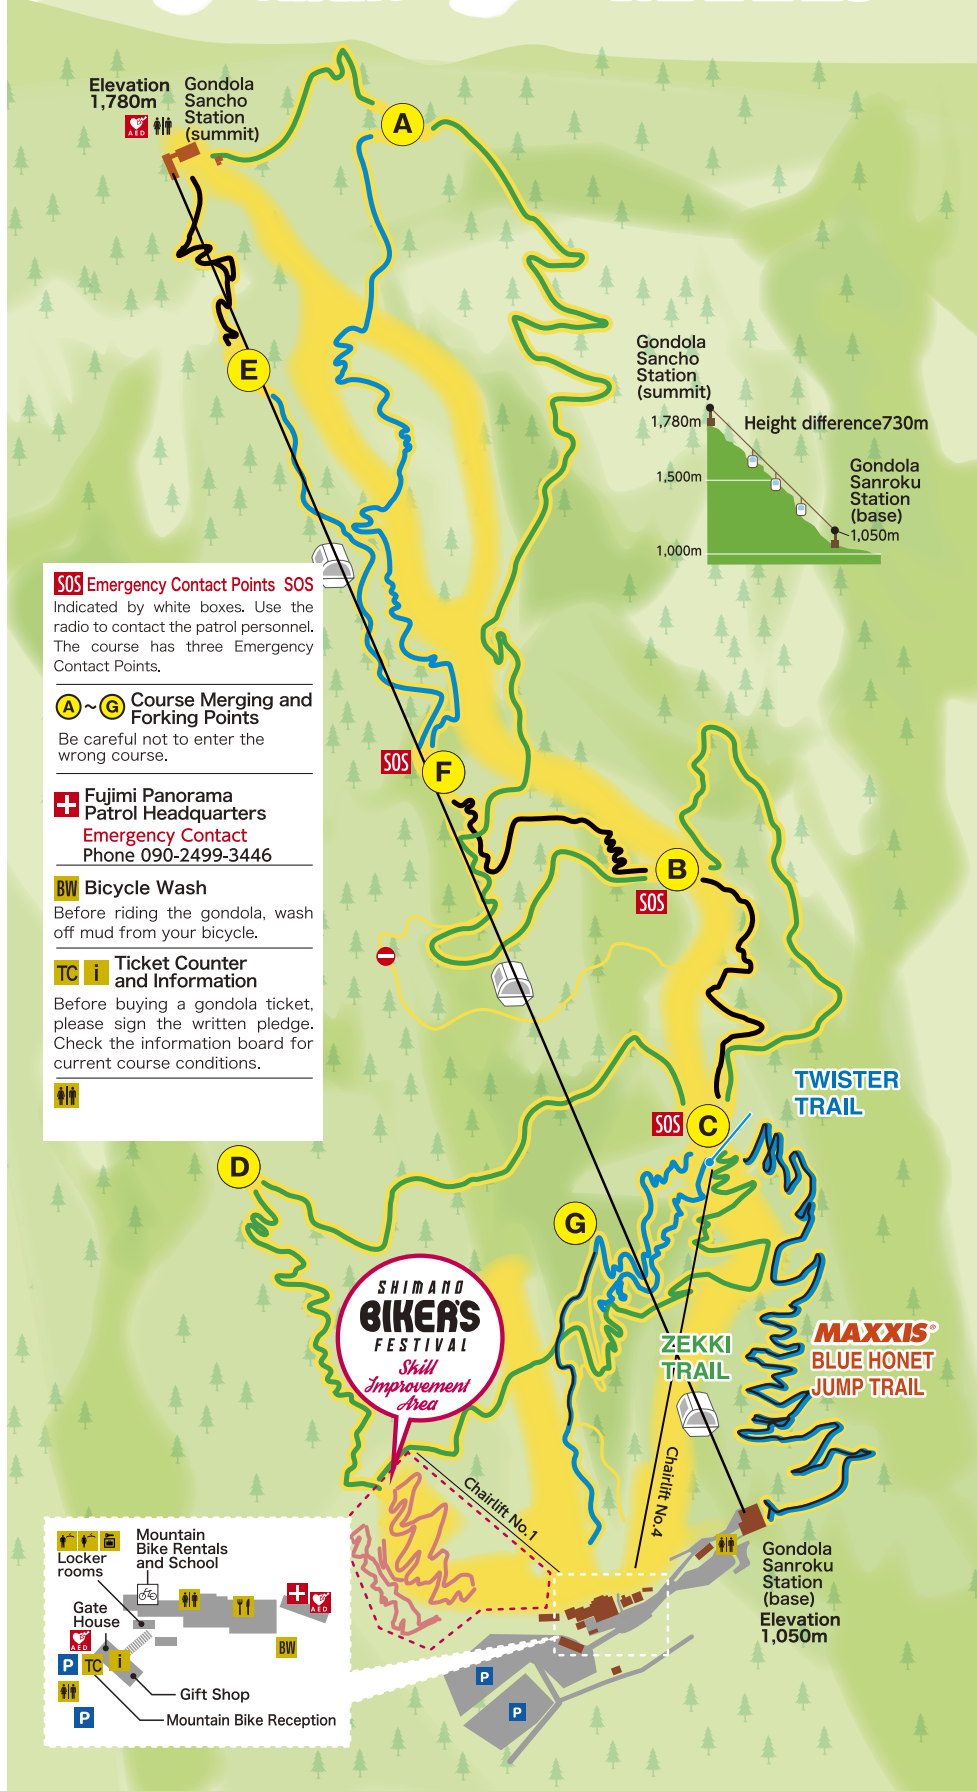 Elevation
1,780m
AED
Gondola
Sancho
Station
(summit)
A
E
Gondola
Sancho
Station
(summit)
1,780m
Height difference730m
1,500m
Gondola
Sanroku
Station
(base)
1,050m
1,000m
SOS Emergency Contact Points SOS
Indicated by white boxes. Use the
radio to contact the patrol personnel.
The course has three Emergency
Contact Points.
A ~ G Course Merging and
Forking Points
Be careful not to enter the
wrong course.
Fujimi Panorama
Patrol Headquarters
Emergency Contact
Phone 090-2499-3446
BW Bicycle Wash
Before riding the gondola, wash
off mud from your bicycle.
TC i Ticket Counter
and Information
Before buying a gondola ticket,
please sign the written pledge.
Check the information board for
current course conditions.
SOS
F
B
SOS
TWISTER
TRAIL
SOS
C
D
G
SHIMANO
BIKER'S
FESTIVAL
Skill
Improvement
Area
ZEKKI
TRAIL
MAXXIS®
BLUE HONET
JUMP TRAIL
Chairlift No.1
Chairlift No.4
Gondola
Sanroku
Station
(base)
Elevation
1,050m
Locker
rooms
Mountain
Bike Rentals
and School
Gate
House
AED
AED
BW
P
TC
i
P
Gift Shop
Mountain Bike Reception
P
P